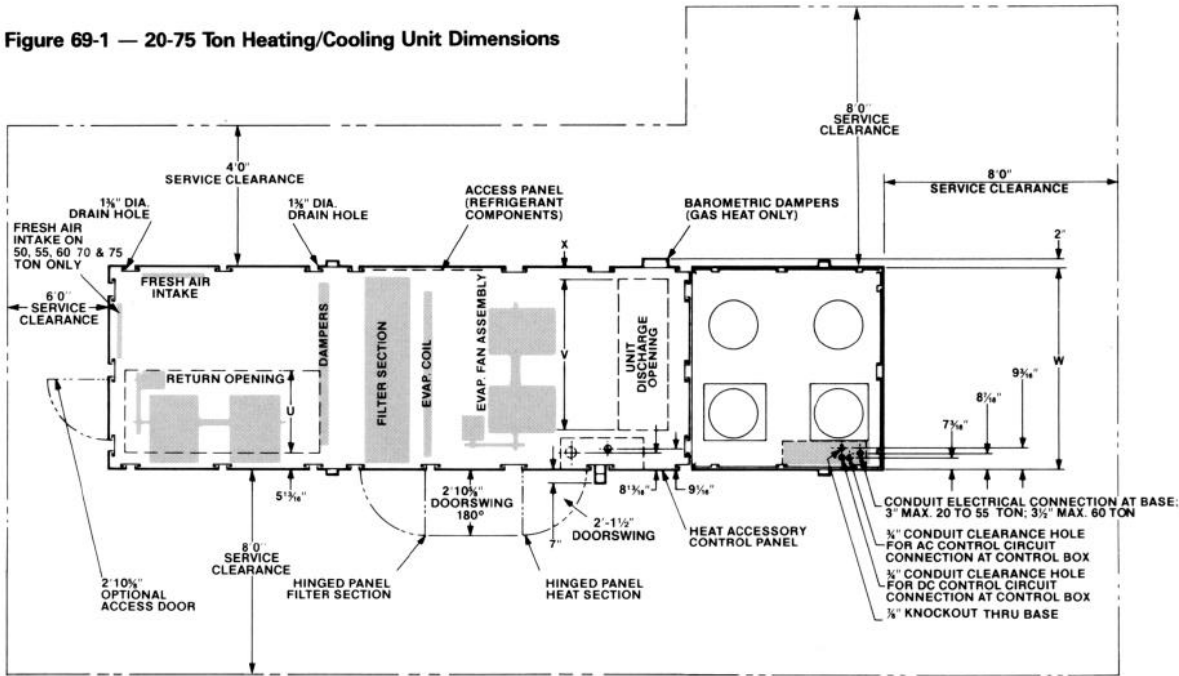 Figure 69-1 — 20-75 Ton Heating/Cooling Unit Dimensions
8'0"
SERVICE
CLEARANCE
4'0"
SERVICE CLEARANCE
8'0"
SERVICE CLEARANCE
1⅜" DIA.
DRAIN HOLE
1⅜" DIA.
DRAIN HOLE
ACCESS PANEL
(REFRIGERANT
COMPONENTS)
BAROMETRIC DAMPERS
(GAS HEAT ONLY)
FRESH AIR
INTAKE ON
50, 55, 60 70 & 75
TON ONLY
X
2"
FRESH AIR
INTAKE
6'0"
SERVICE
CLEARANCE
DAMPERS
FILTER SECTION
EVAP. COIL
EVAP. FAN ASSEMBLY
V
UNIT
DISCHARGE
OPENING
W
RETURN OPENING
U
9³⁄₁₆"
8⁷⁄₁₆"
7³⁄₁₆"
5¹³⁄₁₆"
2'10⅝"
DOORSWING
180°
7"
2'-1½"
DOORSWING
8¹³⁄₁₆"
9¹⁄₁₆"
HEAT ACCESSORY
CONTROL PANEL
CONDUIT ELECTRICAL CONNECTION AT BASE;
3" MAX. 20 TO 55 TON; 3½" MAX. 60 TON
¾" CONDUIT CLEARANCE HOLE
FOR AC CONTROL CIRCUIT
CONNECTION AT CONTROL BOX
¾" CONDUIT CLEARANCE HOLE
FOR DC CONTROL CIRCUIT
CONNECTION AT CONTROL BOX
⅞" KNOCKOUT THRU BASE
8'0"
SERVICE
CLEARANCE
2'10⅝"
OPTIONAL
ACCESS DOOR
HINGED PANEL
FILTER SECTION
HINGED PANEL
HEAT SECTION